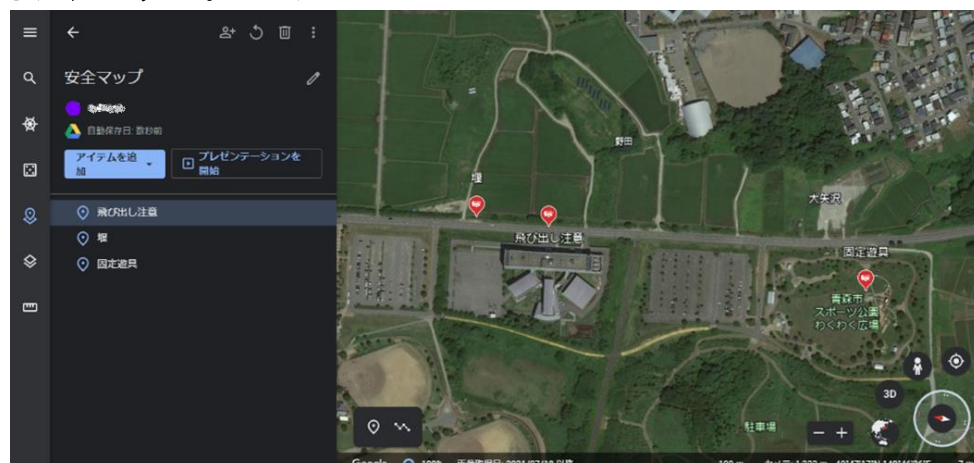 安全マップ
自動保存日: 数秒前
アイテムを追
加
プレゼンテーションを
開始
飛び出し注意
堰
固定遊具
野田
堰
大矢沢
飛び出し注意
固定遊具
青森市
スポーツ公園
わくわく広場
3D
駐車場
Google
100%